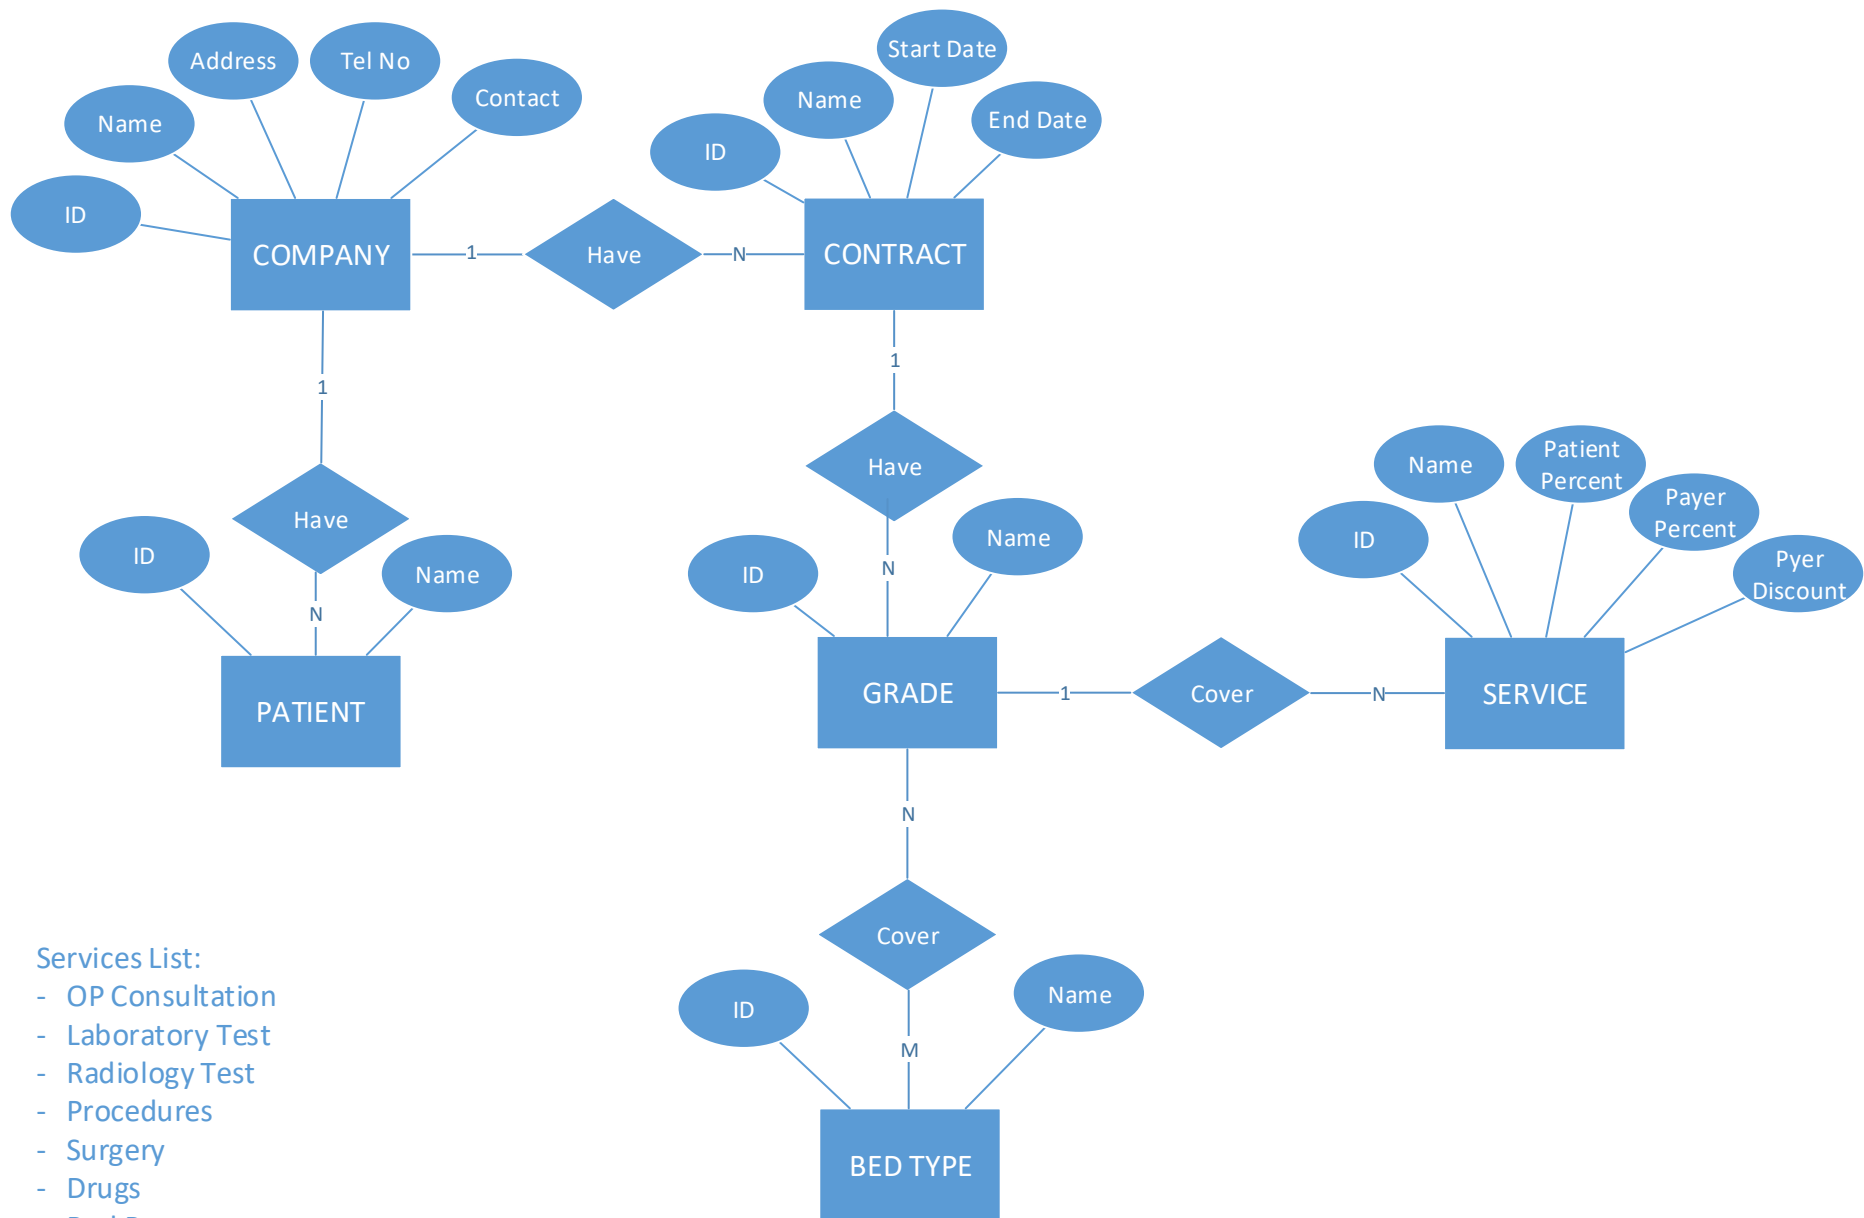 Start Date
Address
Tel No
Contact
Name
Name
End Date
ID
ID
COMPANY
1
Have
N
CONTRACT
1
1
Have
Have
Name
Patient
Percent
Payer
Percent
ID
Pyer
Discount
ID
Name
N
ID
Name
N
PATIENT
GRADE
1
Cover
N
SERVICE
N
Cover
ID
Name
M
BED TYPE
Services List:
- OP Consultation
- Laboratory Test
- Radiology Test
- Procedures
- Surgery
- Drugs